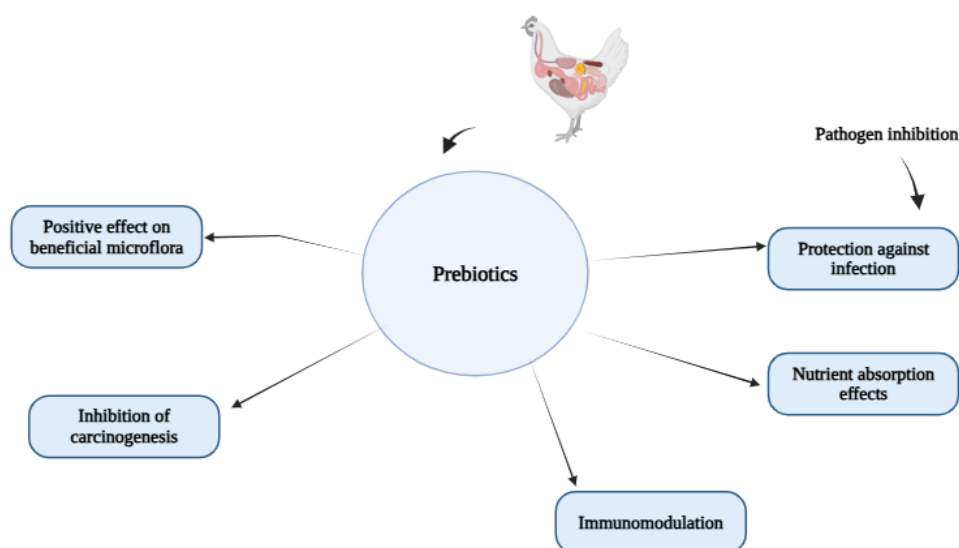 Pathogen inhibition
Positive effect on
beneficial microflora
Prebiotics
Protection against
infection
Nutrient absorption
effects
Inhibition of
carcinogenesis
Immunomodulation